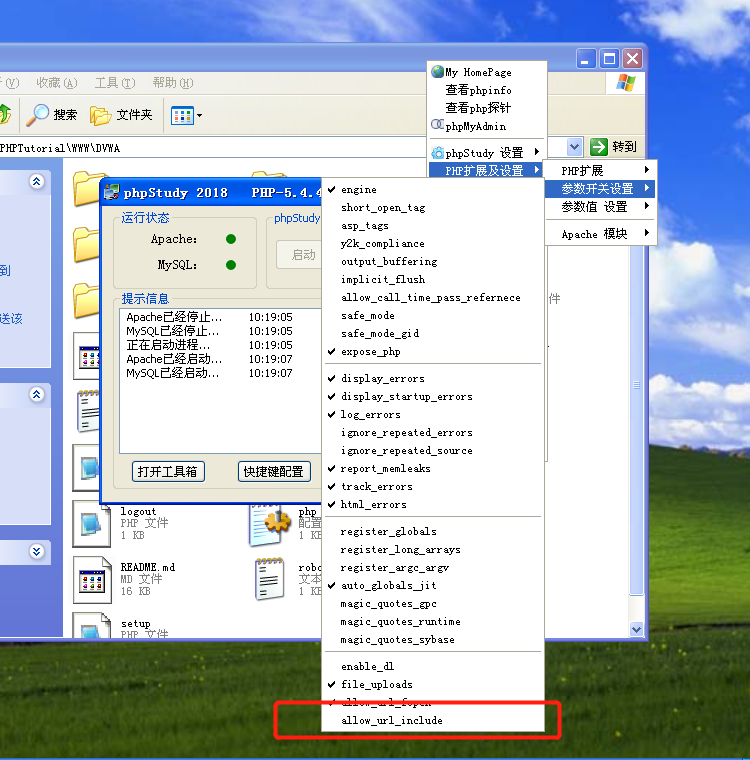 (V) 收藏 (A) 工具 (T) 帮助 (H)
搜索 文件夹
PHPTutorial\WWW\DVWA
转到
到
送该
My HomePage
查看phpinfo
查看php探针
phpMyAdmin
phpStudy 设置
PHP扩展及设置
PHP扩展
参数开关设置
参数值 设置
Apache 模块
phpStudy 2018 PHP-5.4.4
运行状态
Apache:
MySQL:
phpStudy
启动
提示信息
Apache已经停止... 10:19:05
MySQL已经停止... 10:19:05
正在启动进程... 10:19:05
Apache已经启动... 10:19:07
MySQL已经启动... 10:19:07
打开工具箱 快捷键配置
engine
short_open_tag
asp_tags
y2k_compliance
output_buffering
implicit_flush
allow_call_time_pass_refernece
safe_mode
safe_mode_gid
expose_php
display_errors
display_startup_errors
log_errors
ignore_repeated_errors
ignore_repeated_source
report_memleaks
track_errors
html_errors
register_globals
register_long_arrays
register_argc_argv
auto_globals_jit
magic_quotes_gpc
magic_quotes_runtime
magic_quotes_sybase
enable_dl
file_uploads
allow_url_fopen
allow_url_include
件
logout
PHP 文件
1 KB
php
配置
1 KB
README.md
MD 文件
16 KB
robo
文本
1 KB
setup
PHP 文件